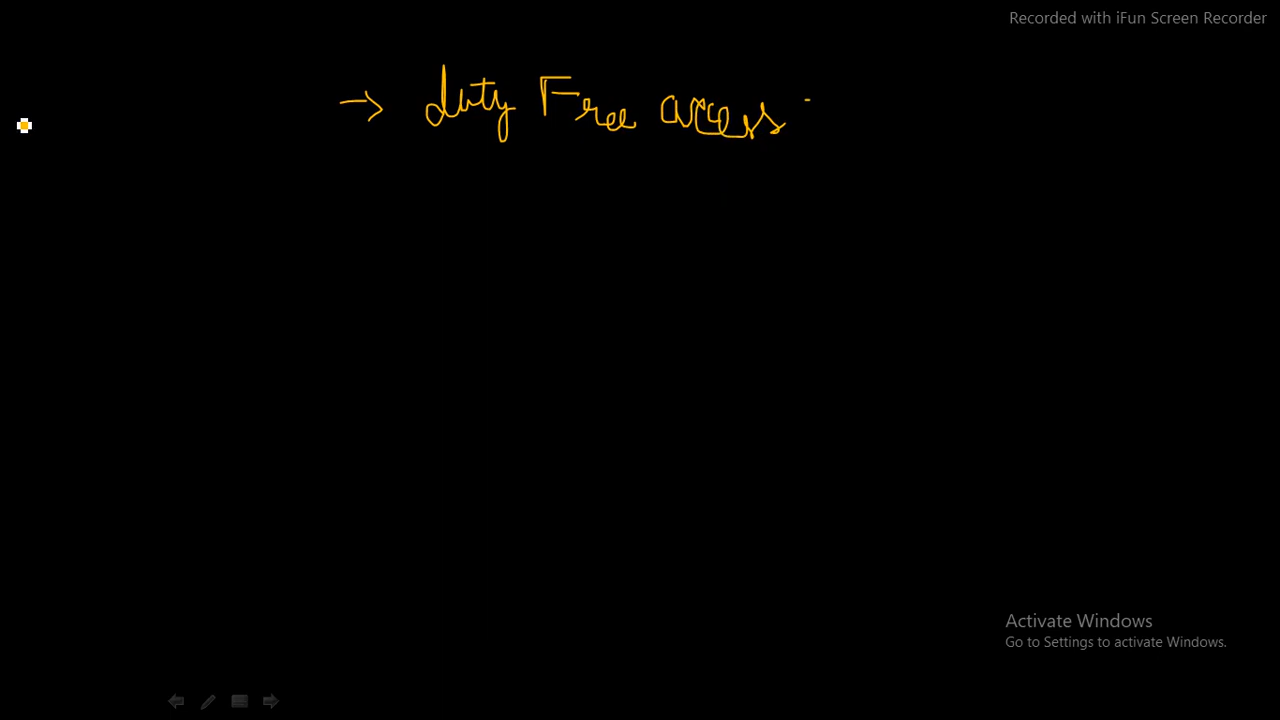 Recorded with iFun Screen Recorder
→ duty Free access -
Activate Windows
Go to Settings to activate Windows.